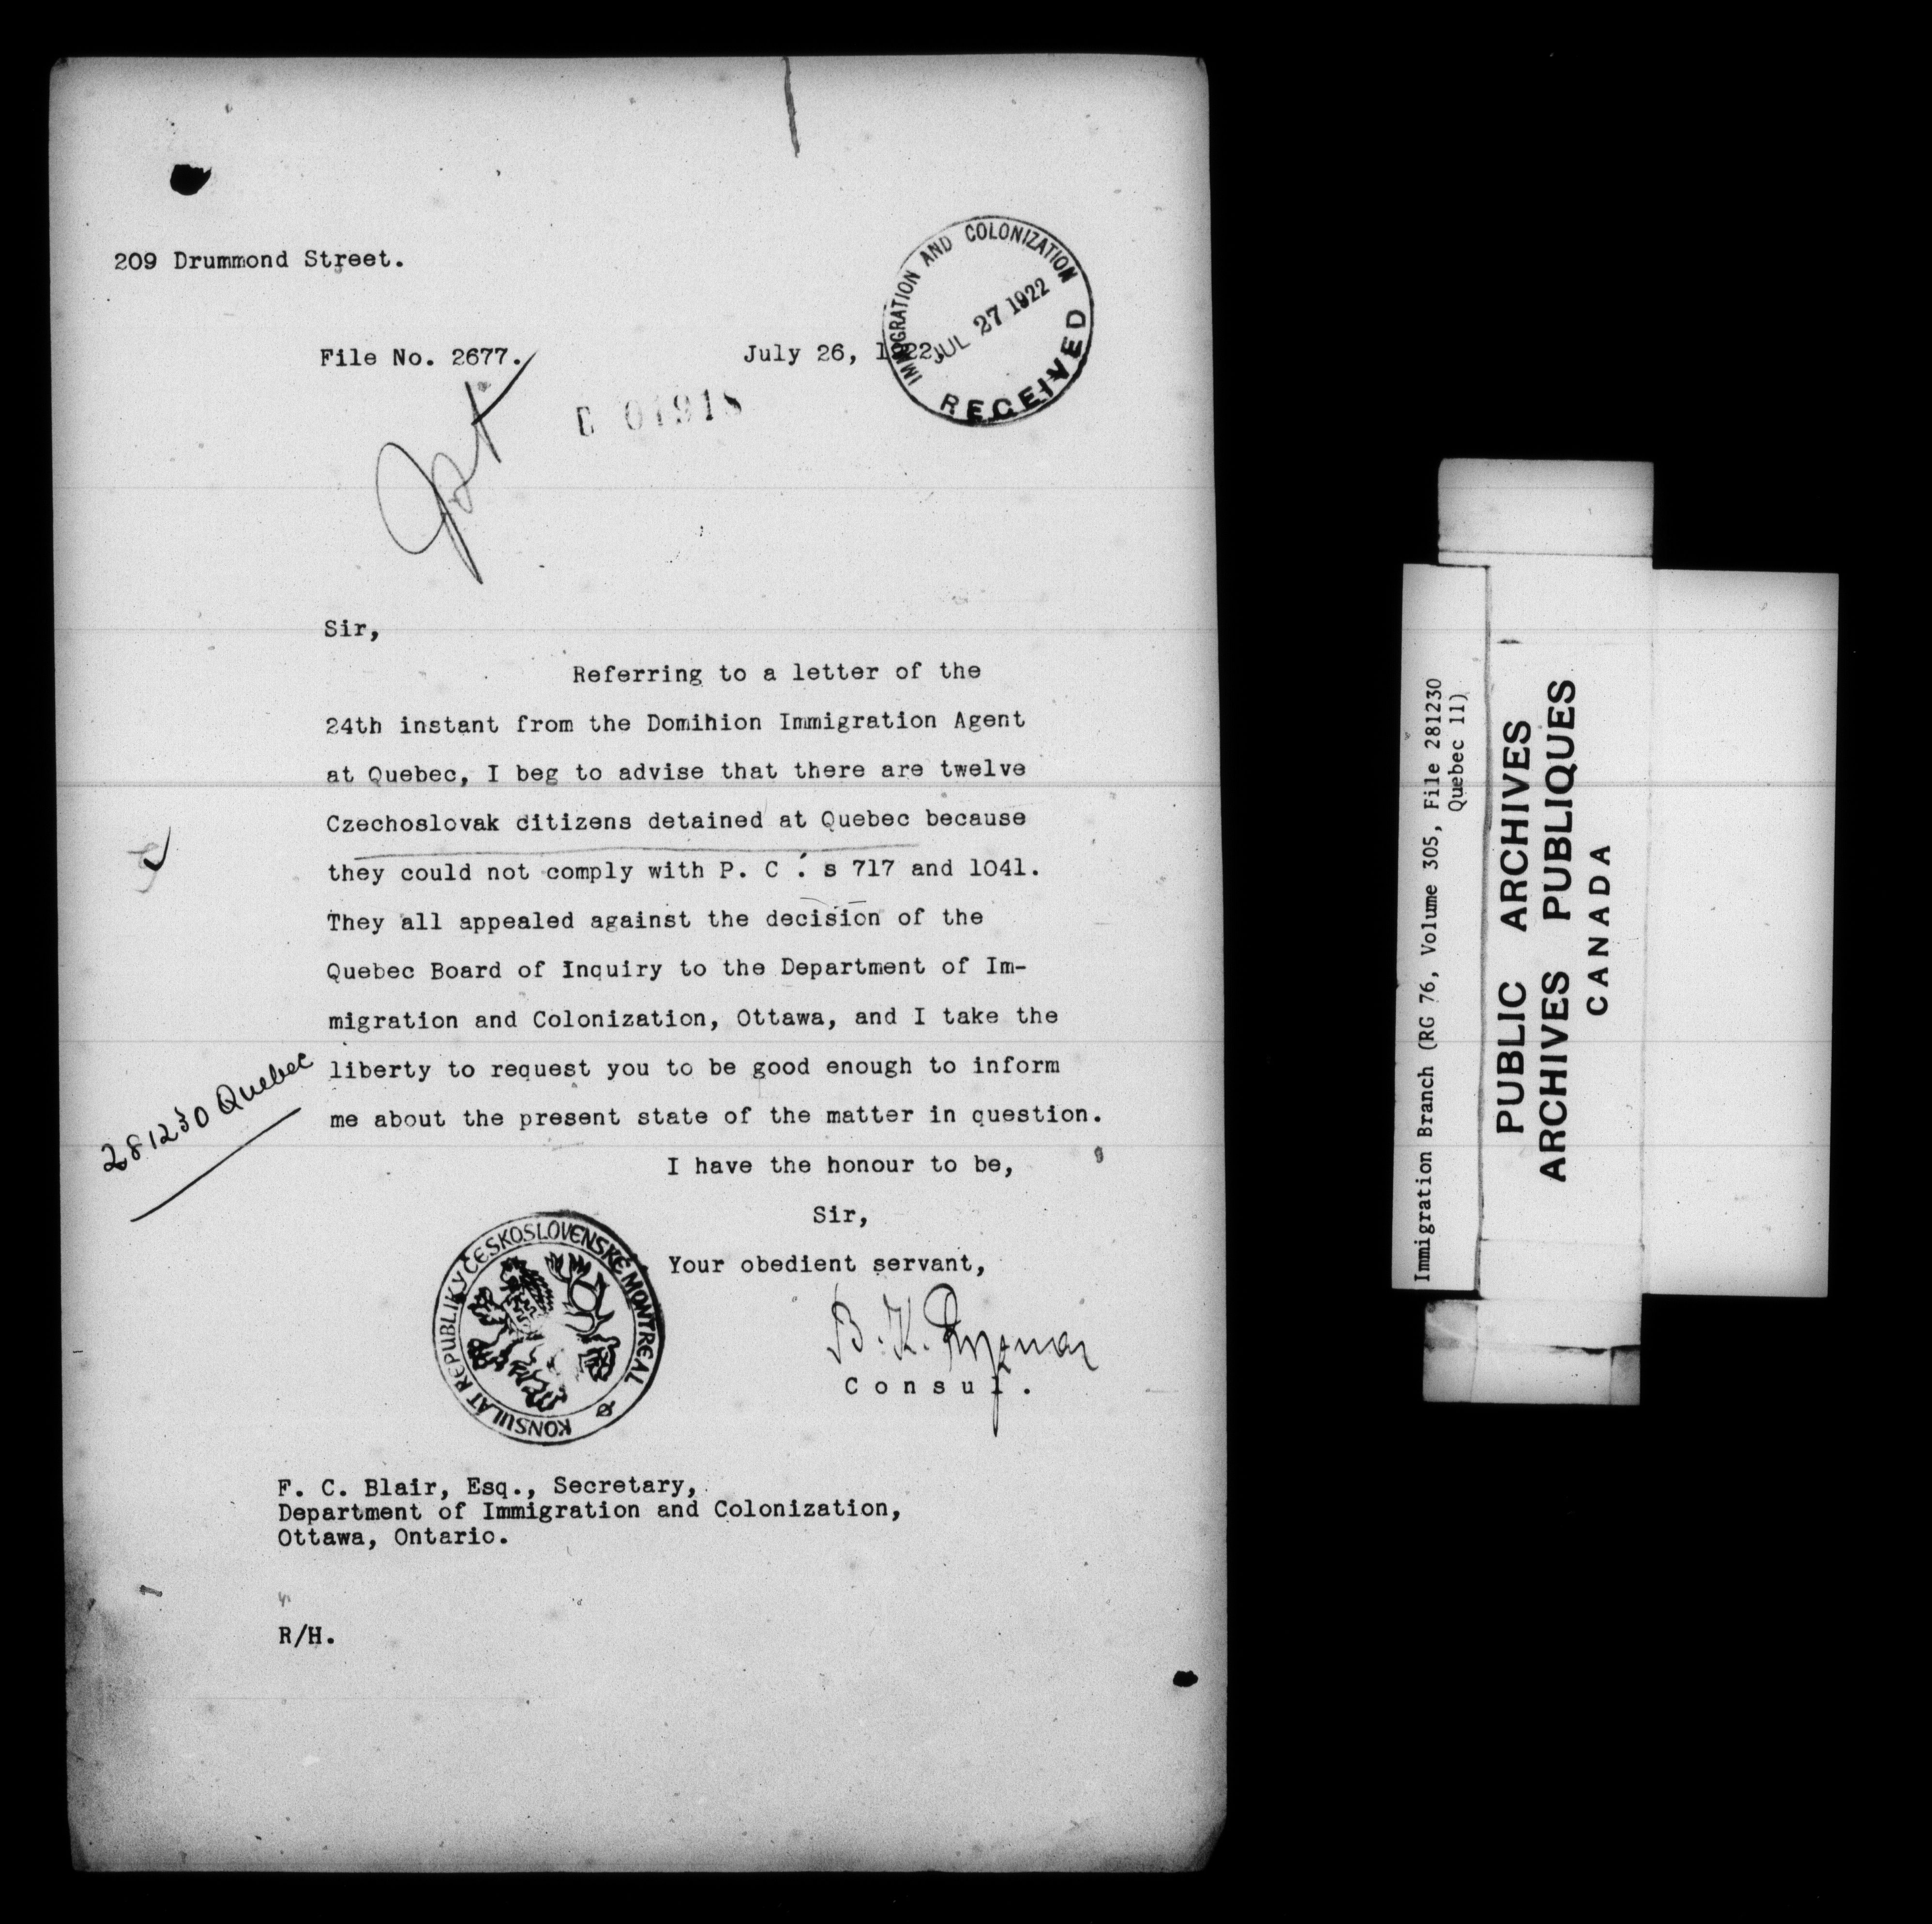 209 Drummond Street.
IMMIGRATION AND COLONIZATION
JUL 27 1922
RECEIVED
File No. 2677. July 26, 1922.
Sir,
Referring to a letter of the
24th instant from the Domihion Immigration Agent
at Quebec, I beg to advise that there are twelve
Czechoslovak citizens detained at Quebec because
they could not comply with P. C .' s 717 and 1041.
They all appealed against the decision of the
Quebec Board of Inquiry to the Department of Im-
migration and Colonization, Ottawa, and I take the
liberty to request you to be good enough to inform
me about the present state of the matter in question.
281230 Quebec
I have the honour to be,
Sir,
Your obedient servant,
KONSULÁT REPUBLIKY ČESKOSLOVENSKÉ MONTREAL
B. K.
Consul.
F. C. Blair, Esq., Secretary,
Department of Immigration and Colonization,
Ottawa, Ontario.
R/H.
Immigration Branch (RG 76, Volume 305, File 281230
Quebec 11)
PUBLIC ARCHIVES
ARCHIVES PUBLIQUES
CANADA